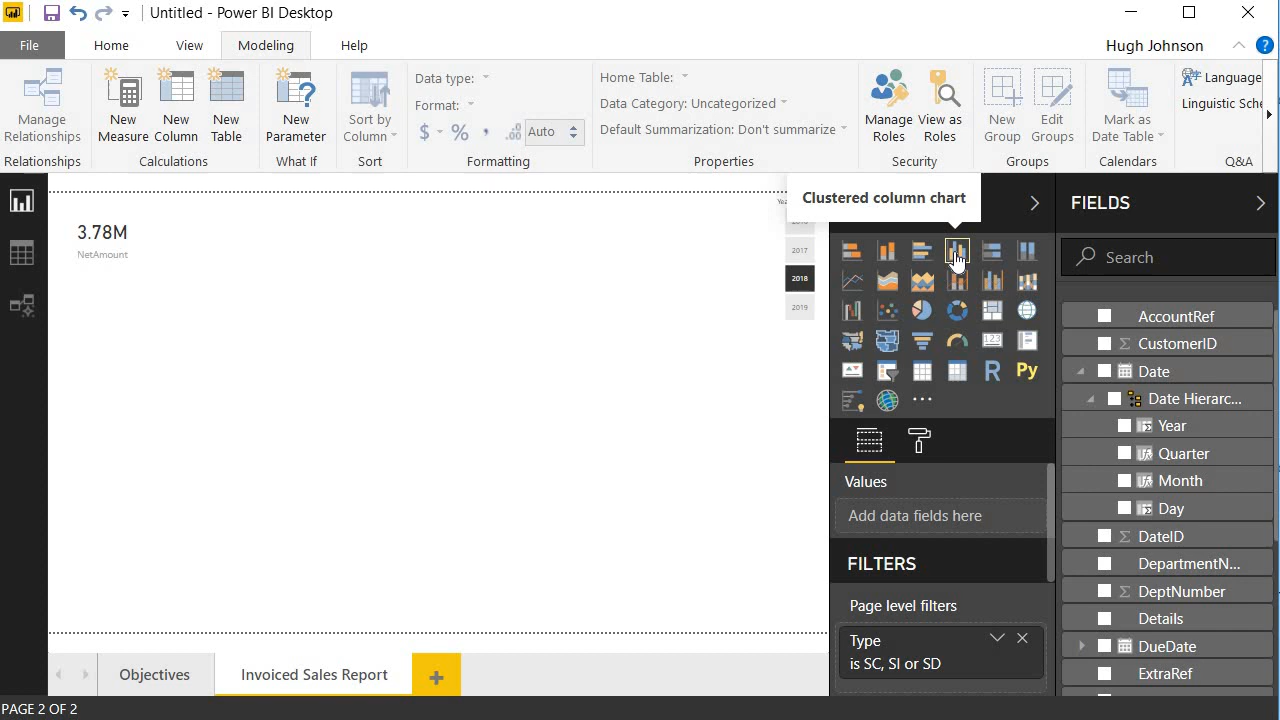 Untitled - Power BI Desktop
File
Home
View
Modeling
Help
Hugh Johnson
?
Manage Relationships
New Measure
New Column
New Table
New Parameter
Sort by Column
Data type:
Format:
$ % , .00 Auto
Home Table:
Data Category: Uncategorized
Default Summarization: Don't summarize
Manage Roles
View as Roles
New Group
Edit Groups
Mark as Date Table
Language
Linguistic Sche
Relationships
Calculations
What If
Sort
Formatting
Properties
Security
Groups
Calendars
Q&A
Clustered column chart
FIELDS
Search
3.78M
NetAmount
2017
2018
2019
123
R
Py
Values
Add data fields here
FILTERS
Page level filters
Type
is SC, SI or SD
AccountRef
CustomerID
Date
Date Hierarc...
Year
Quarter
Month
Day
DateID
DepartmentN...
DeptNumber
Details
DueDate
ExtraRef
Objectives
Invoiced Sales Report
+
PAGE 2 OF 2